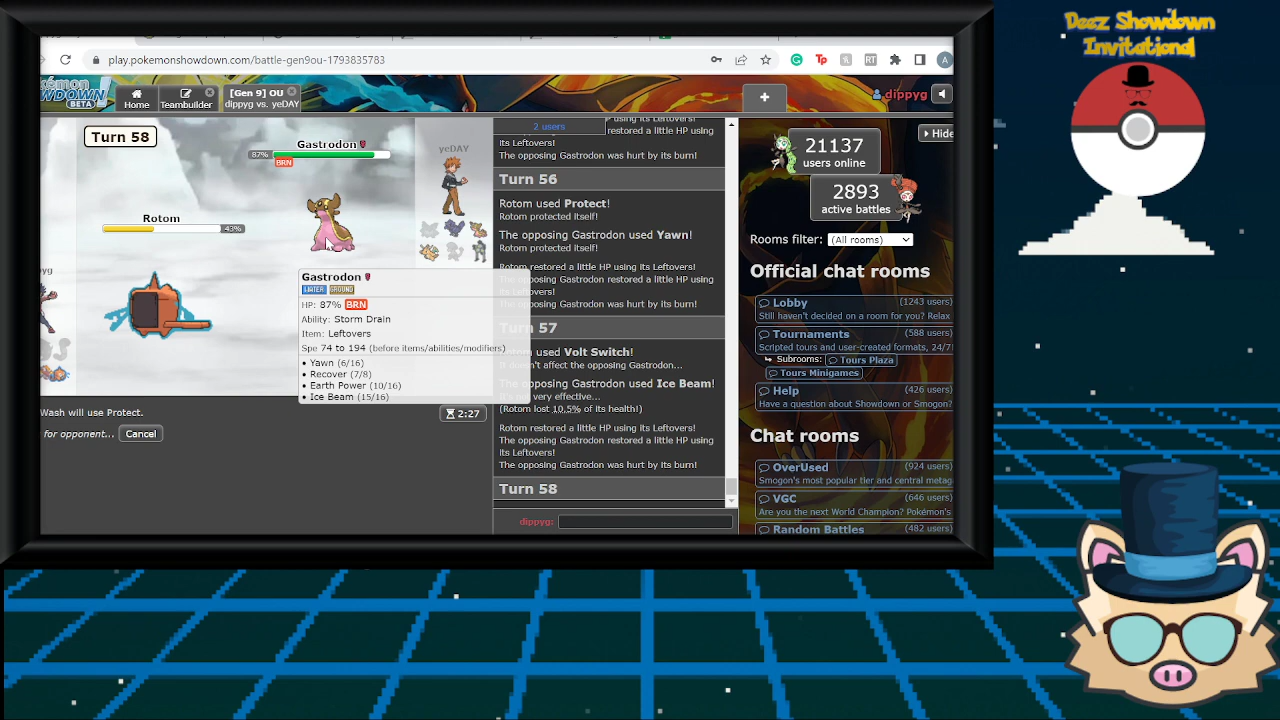 Deez Showdown
Invitational
play.pokemonshowdown.com/battle-gen9ou-1793835783
A
OWDOWN
BETA
Home
Teambuilder
[Gen 9] OU
dippyg vs. yeDAY
+
dippyg
Turn 58
Gastrodon
87%
BRN
Rotom
43%
yeDAY
yg
Gastrodon
WATER GROUND
HP: 87% BRN
Ability: Storm Drain
Item: Leftovers
Spe 74 to 194 (before items/abilities/modifiers)
• Yawn (6/16)
• Recover (7/8)
• Earth Power (10/16)
• Ice Beam (15/16)
Wash will use Protect.
for opponent... Cancel
2:27
2 users
restored a little HP using
its Leftovers!
The opposing Gastrodon was hurt by its burn!
Turn 56
Rotom used Protect!
Rotom protected itself!
The opposing Gastrodon used Yawn!
Rotom protected itself!
Rotom restored a little HP using its Leftovers!
The opposing Gastrodon restored a little HP using
its Leftovers!
The opposing Gastrodon was hurt by its burn!
Turn 57
used Volt Switch!
It doesn't affect the opposing Gastrodon...
The opposing Gastrodon used Ice Beam!
It's not very effective...
(Rotom lost 10.5% of its health!)
Rotom restored a little HP using its Leftovers!
The opposing Gastrodon restored a little HP using
its Leftovers!
The opposing Gastrodon was hurt by its burn!
Turn 58
dippyg:
21137
users online
2893
active battles
Hide
Rooms filter: (All rooms)
Official chat rooms
Lobby (1243 users)
Still haven't decided on a room for you? Relax
Tournaments (588 users)
Scripted tours and user-created formats, 24/7
Subrooms: Tours Plaza
Tours Minigames
Help (426 users)
Have a question about Showdown or Smogon?
Chat rooms
OverUsed (924 users)
Smogon's most popular tier and central metag
VGC (646 users)
Are you the next World Champion? Pokémon's
Random Battles (482 users)